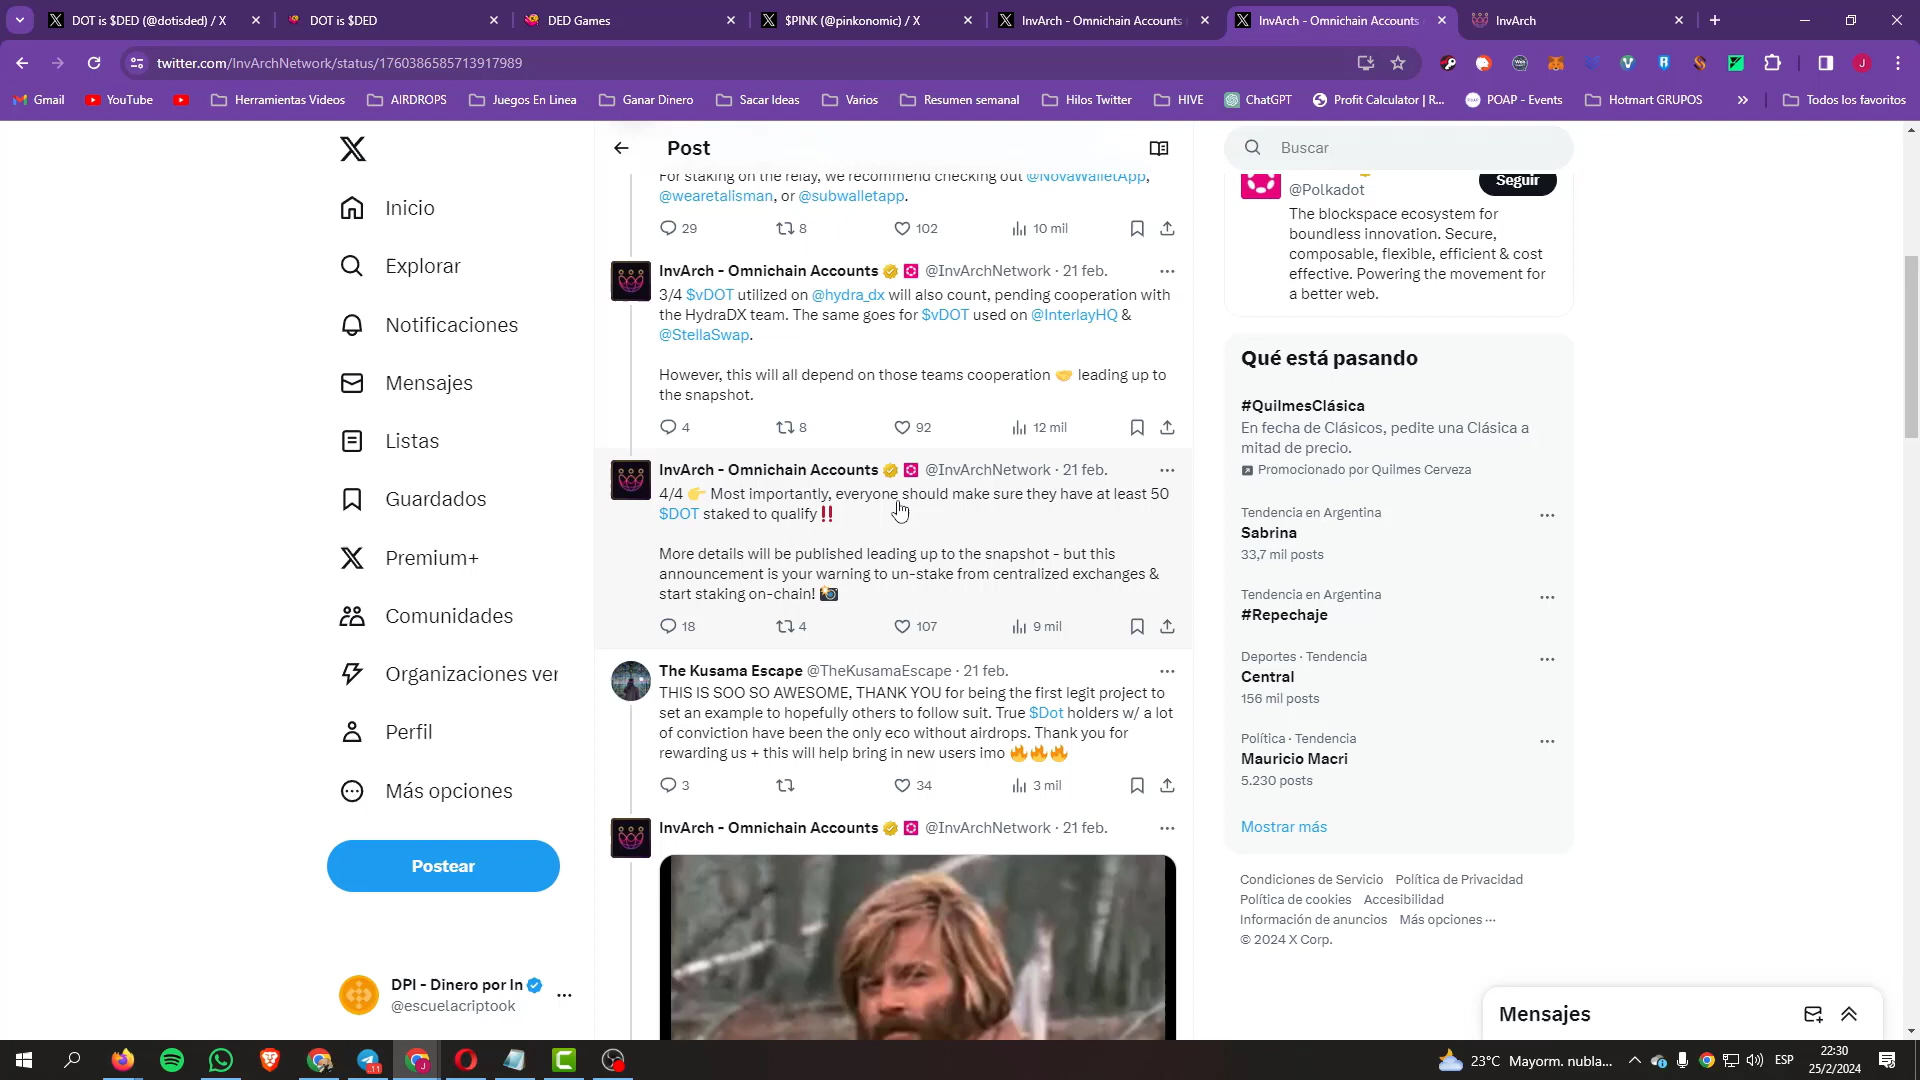 DOT is $DED (@dotisded) / X
DOT is $DED
DED Games
$PINK (@pinkonomic) / X
InvArch - Omnichain Accounts
InvArch - Omnichain Accounts
InvArch
twitter.com/InvArchNetwork/status/1760386585713917989
Gmail
YouTube
Herramientas Videos
AIRDROPS
Juegos En Linea
Ganar Dinero
Sacar Ideas
Varios
Resumen semanal
Hilos Twitter
HIVE
ChatGPT
Profit Calculator | R...
POAP - Events
Hotmart GRUPOS
Todos los favoritos
Inicio
Explorar
Notificaciones
Mensajes
Listas
Guardados
Premium+
Comunidades
Organizaciones ver
Perfil
Más opciones
Postear
DPI - Dinero por In
@escuelacriptook
Post
For staking on the relay, we recommend checking out @NovaWalletApp,
@wearetalisman, or @subwalletapp.
29 8 102 10 mil
InvArch - Omnichain Accounts @InvArchNetwork · 21 feb.
3/4 $vDOT utilized on @hydra_dx will also count, pending cooperation with
the HydraDX team. The same goes for $vDOT used on @InterlayHQ &
@StellaSwap.
However, this will all depend on those teams cooperation 🤝 leading up to
the snapshot.
4 8 92 12 mil
InvArch - Omnichain Accounts @InvArchNetwork · 21 feb.
4/4 👉 Most importantly, everyone should make sure they have at least 50
$DOT staked to qualify‼️
More details will be published leading up to the snapshot - but this
announcement is your warning to un-stake from centralized exchanges &
start staking on-chain! 📸
18 4 107 9 mil
The Kusama Escape @TheKusamaEscape · 21 feb.
THIS IS SOO SO AWESOME, THANK YOU for being the first legit project to
set an example to hopefully others to follow suit. True $Dot holders w/ a lot
of conviction have been the only eco without airdrops. Thank you for
rewarding us + this will help bring in new users imo 🔥🔥🔥
3 34 3 mil
InvArch - Omnichain Accounts @InvArchNetwork · 21 feb.
Buscar
@Polkadot
Seguir
The blockspace ecosystem for
boundless innovation. Secure,
composable, flexible, efficient & cost
effective. Powering the movement for
a better web.
Qué está pasando
#QuilmesClásica
En fecha de Clásicos, pedite una Clásica a
mitad de precio.
Promocionado por Quilmes Cerveza
Tendencia en Argentina
Sabrina
33,7 mil posts
Tendencia en Argentina
#Repechaje
Deportes · Tendencia
Central
156 mil posts
Política · Tendencia
Mauricio Macri
5.230 posts
Mostrar más
Condiciones de Servicio Política de Privacidad
Política de cookies Accesibilidad
Información de anuncios Más opciones ···
© 2024 X Corp.
Mensajes
23°C Mayorm. nubla...
ESP
22:30
25/2/2024